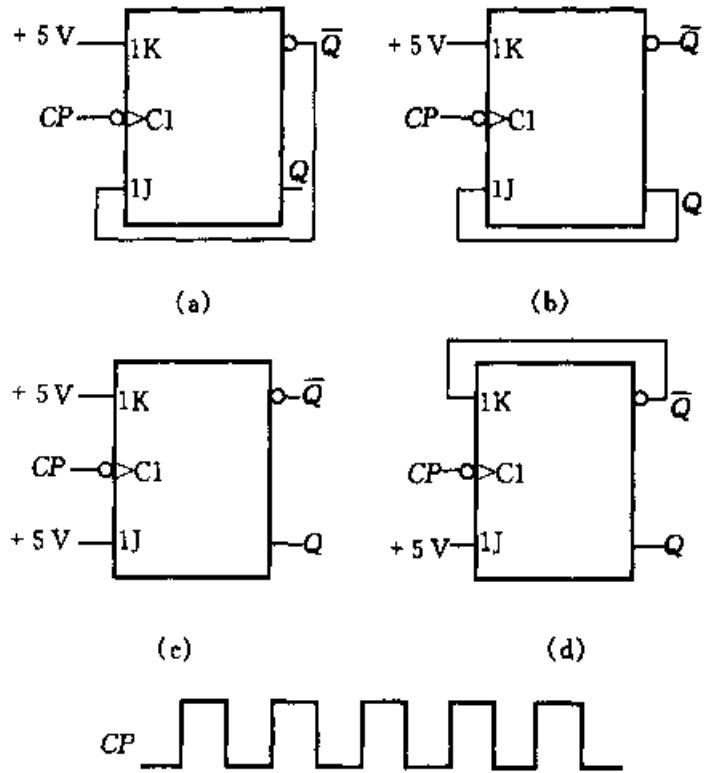 + 5 V 1K Q̅
CP C1
1J Q
(a)
+ 5 V 1K Q̅
CP C1
1J Q
(b)
+ 5 V 1K Q̅
CP C1
+ 5 V 1J Q
(c)
1K Q̅
CP C1
+ 5 V 1J Q
(d)
CP